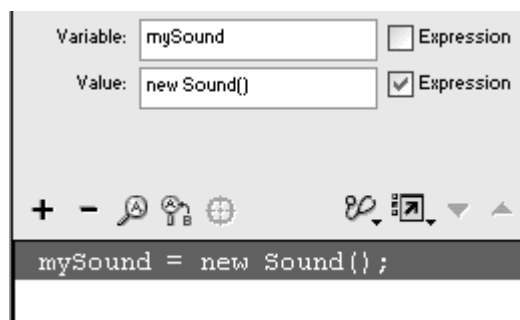 Variable: mySound Expression
Value: new Sound() Expression
mySound = new Sound();